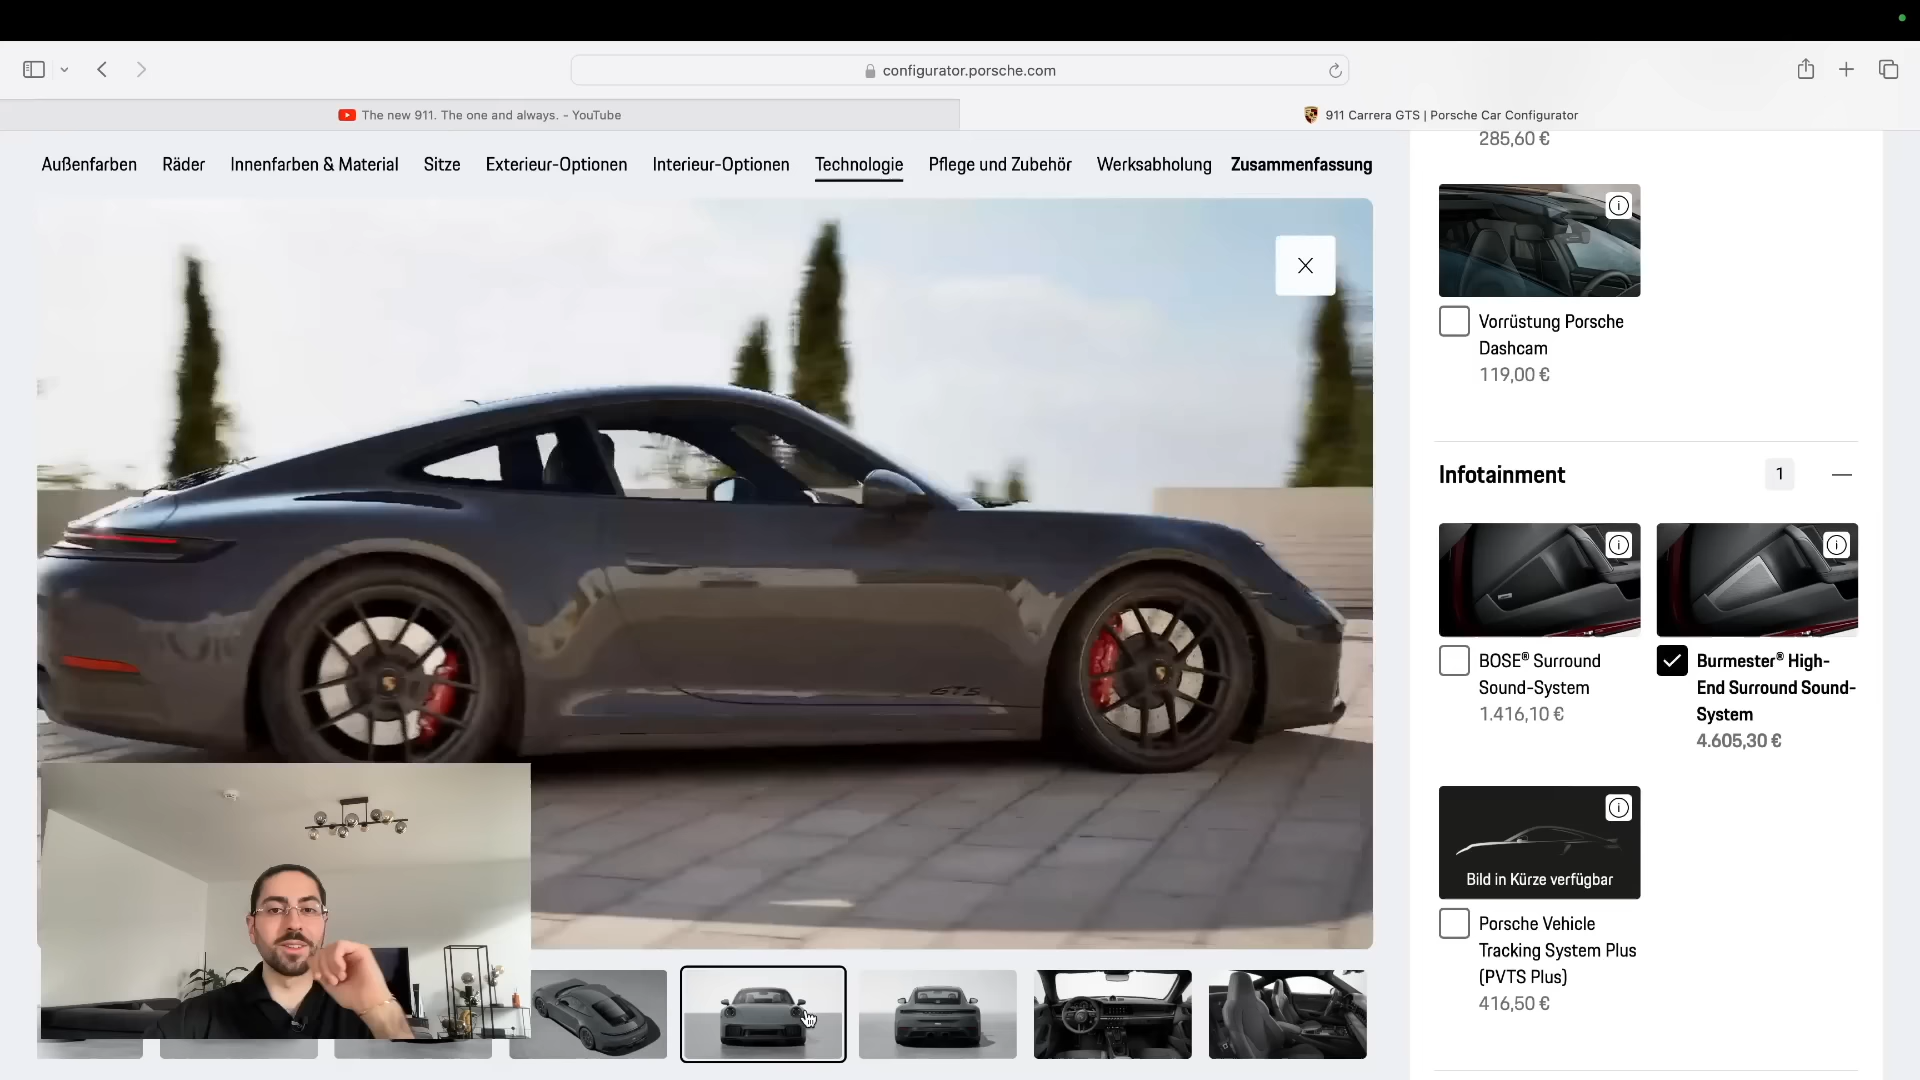 configurator.porsche.com
The new 911. The one and always. - YouTube
911 Carrera GTS | Porsche Car Configurator
Außenfarben Räder Innenfarben & Material Sitze Exterieur-Optionen Interieur-Optionen Technologie Pflege und Zubehör Werksabholung Zusammenfassung
285,60 €
Vorrüstung Porsche
Dashcam
119,00 €
Infotainment 1
BOSE® Surround
Sound-System
1.416,10 €
Burmester® High-
End Surround Sound-
System
4.605,30 €
GTS
Bild in Kürze verfügbar
Porsche Vehicle
Tracking System Plus
(PVTS Plus)
416,50 €